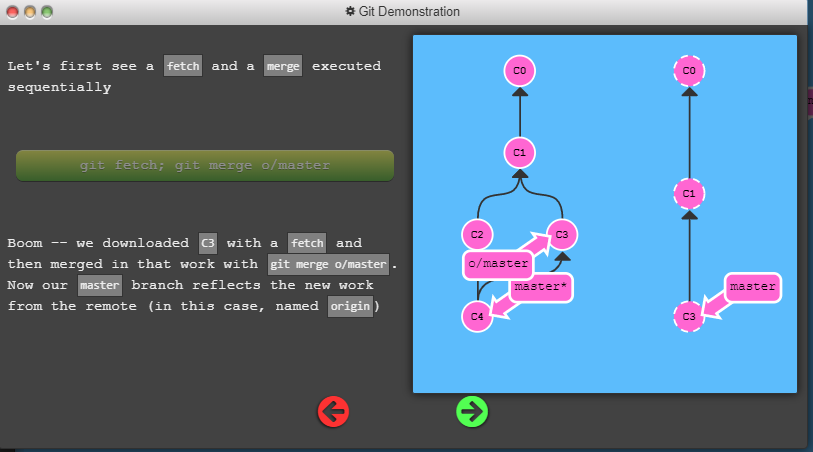 Git Demonstration
Let's first see a fetch and a merge executed
sequentially
git fetch; git merge o/master
Boom -- we downloaded C3 with a fetch and
then merged in that work with git merge o/master.
Now our master branch reflects the new work
from the remote (in this case, named origin)
C0
C0
C1
C1
C2
C3
o/master
master*
master
C4
C3